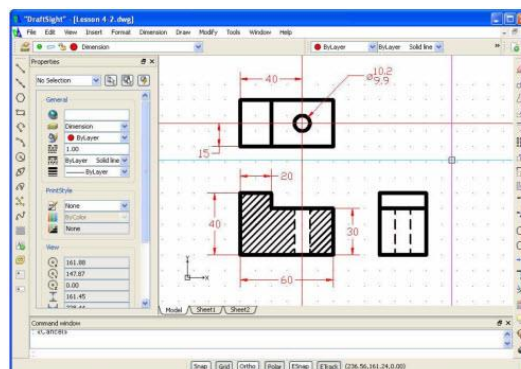 "DraftSight" - [Lesson 4-2.dwg]
File Edit View Insert Format Dimension Draw Modify Tools Window Help
Dimension
ByLayer
ByLayer Solid line
Properties
No Selection
General
Dimension
ByLayer
1.00
ByLayer Solid line
ByLayer
PrintStyle
None
ByColor
None
View
161.88
147.87
0.00
161.45
40
ø10.2
9.9
15
20
40
30
60
Y
X
Model Sheet1 Sheet2
Command window
Snap Grid Ortho Polar ESnap ETrack (236.56,161.24,0.00)